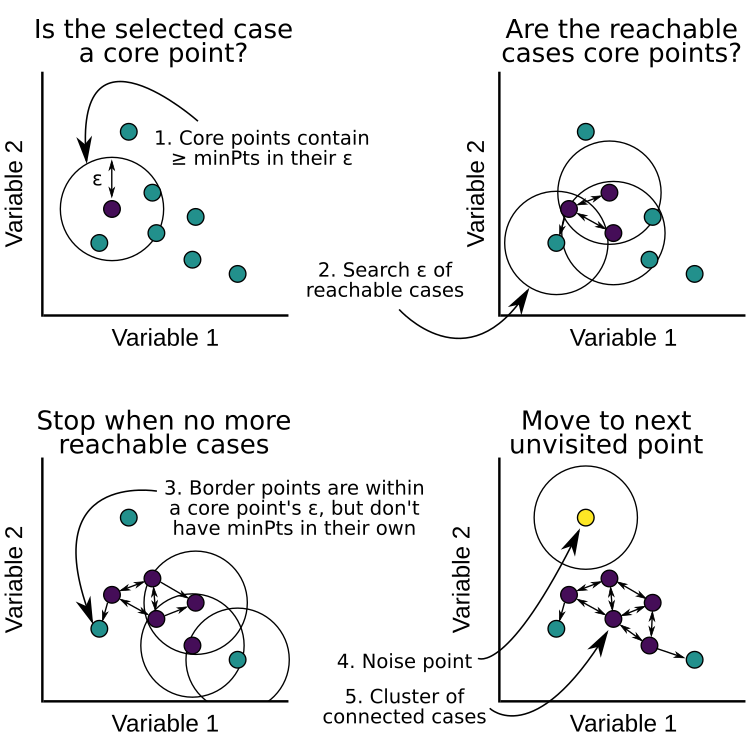 Is the selected case
a core point?
1. Core points contain
≥ minPts in their ε
ε
Variable 2
Variable 1
Are the reachable
cases core points?
2. Search ε of
reachable cases
Variable 2
Variable 1
Stop when no more
reachable cases
3. Border points are within
a core point's ε, but don't
have minPts in their own
Variable 2
Variable 1
Move to next
unvisited point
4. Noise point
5. Cluster of
connected cases
Variable 2
Variable 1